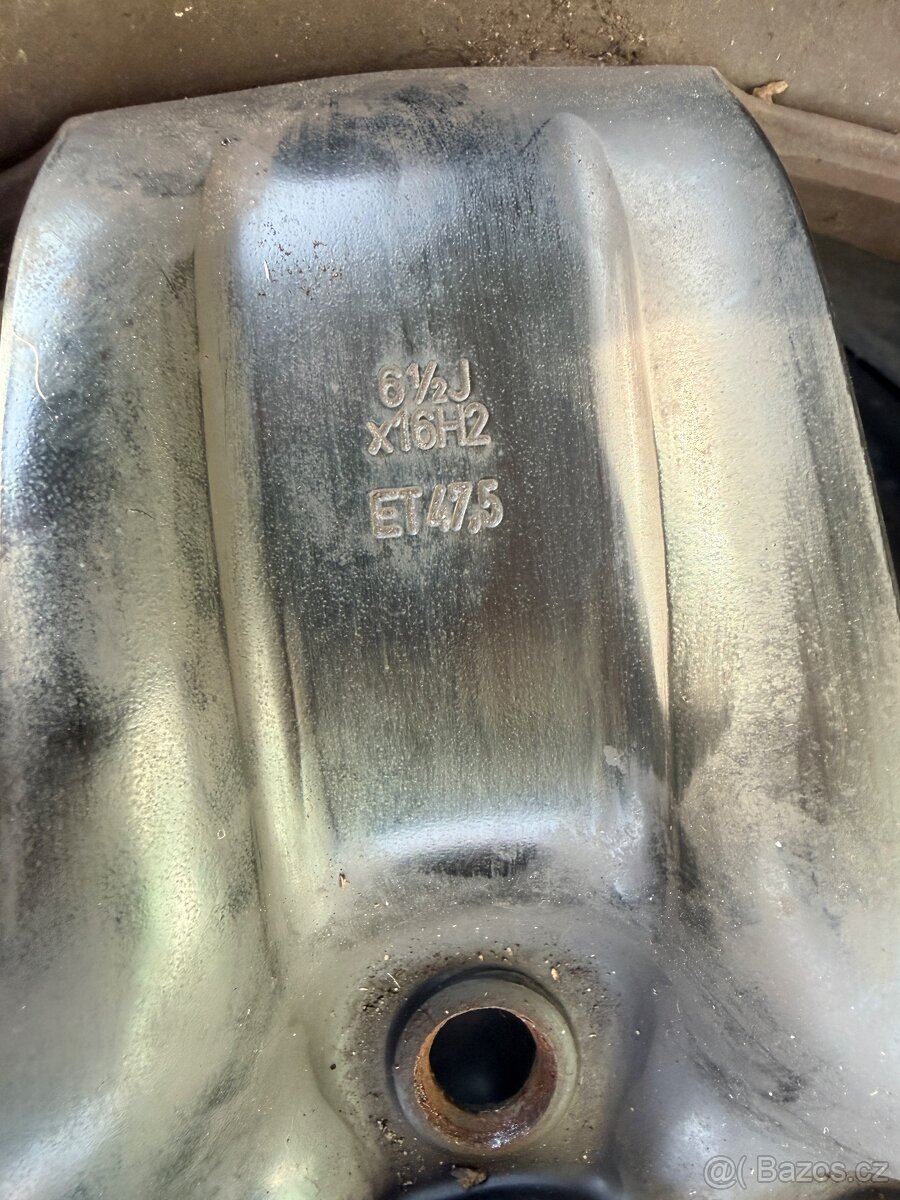 6½J
x16H2
ET47,5
@( Bazos.cz